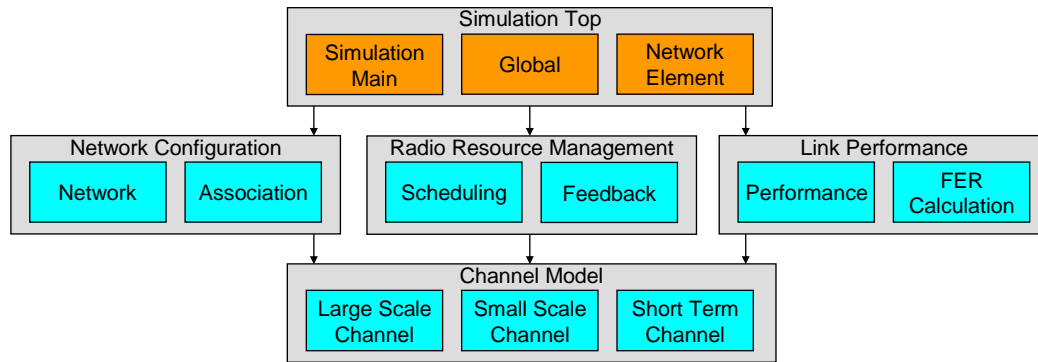 Simulation Top
Simulation
Main
Global
Network
Element
Network Configuration
Network
Association
Radio Resource Management
Scheduling
Feedback
Link Performance
Performance
FER
Calculation
Channel Model
Large Scale
Channel
Small Scale
Channel
Short Term
Channel